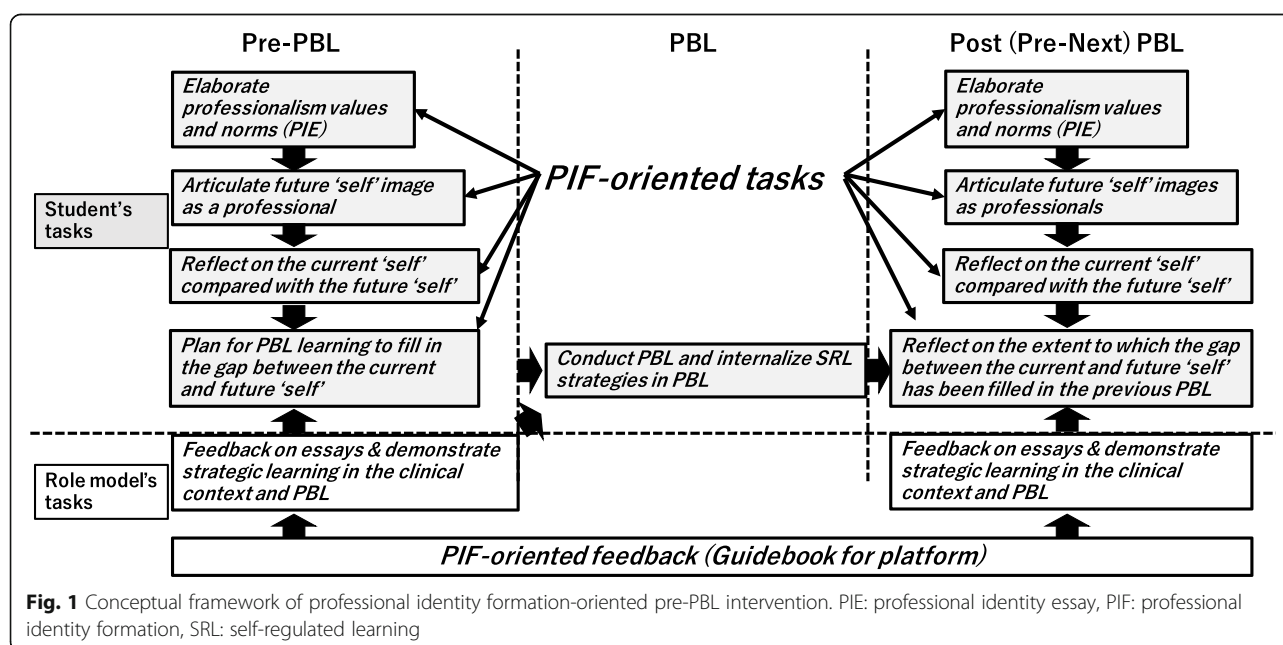 Pre-PBL
PBL
Post (Pre-Next) PBL
Elaborate
professionalism values
and norms (PIE)
Elaborate
professionalism values
and norms (PIE)
PIF-oriented tasks
Articulate future ‘self’ image
as a professional
Articulate future ‘self’ images
as professionals
Student's
tasks
Reflect on the current ‘self’
compared with the future ‘self’
Reflect on the current ‘self’
compared with the future ‘self’
Plan for PBL learning to fill in
the gap between the current
and future ‘self’
Conduct PBL and internalize SRL
strategies in PBL
Reflect on the extent to which the gap
between the current and future ‘self’
has been filled in the previous PBL
Role model's
tasks
Feedback on essays & demonstrate
strategic learning in the clinical
context and PBL
Feedback on essays & demonstrate
strategic learning in the clinical
context and PBL
PIF-oriented feedback (Guidebook for platform)
Fig. 1 Conceptual framework of professional identity formation-oriented pre-PBL intervention. PIE: professional identity essay, PIF: professional
identity formation, SRL: self-regulated learning